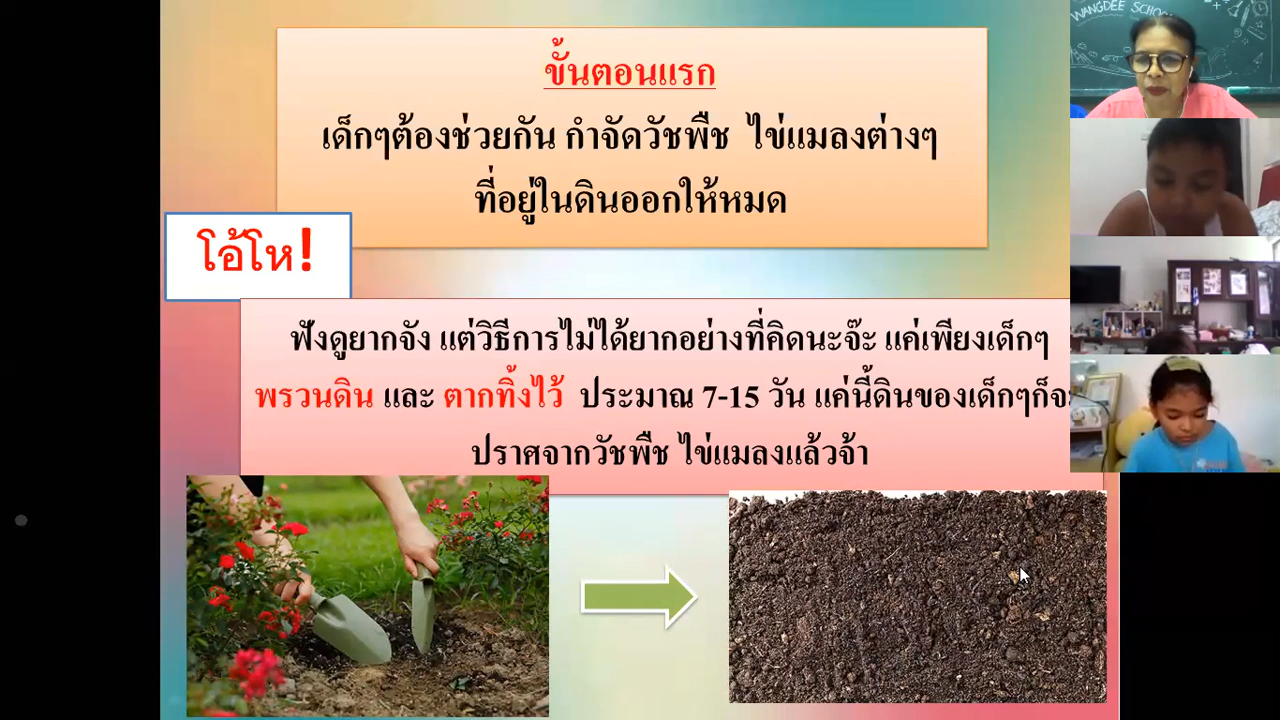 WANGDEE SCHOOL
ขั้นตอนแรก
เด็กๆต้องช่วยกัน กำจัดวัชพืช ไข่แมลงต่างๆ
ที่อยู่ในดินออกให้หมด
โอ้โห!
ฟังดูยากจัง แต่วิธีการไม่ได้ยากอย่างที่คิดนะจ๊ะ แค่เพียงเด็กๆ
พรวนดิน และ ตากทิ้งไว้ ประมาณ 7-15 วัน แค่นี้ดินของเด็กๆก็จะ
ปราศจากวัชพืช ไข่แมลงแล้วจ้า